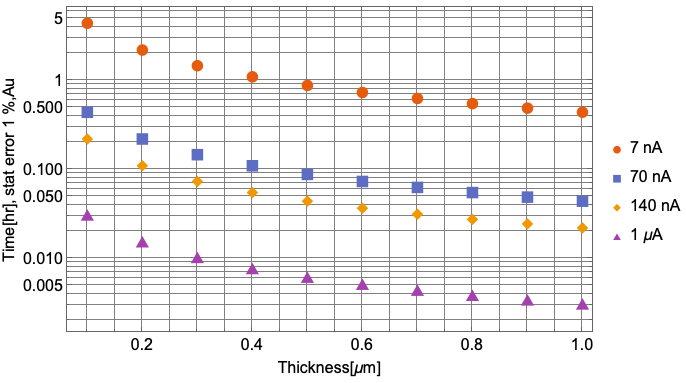 Time[hr], stat error 1 %,Au
5
1
0.500
0.100
0.050
0.010
0.005
0.2
0.4
0.6
0.8
1.0
Thickness[μm]
7 nA
70 nA
140 nA
1 μA